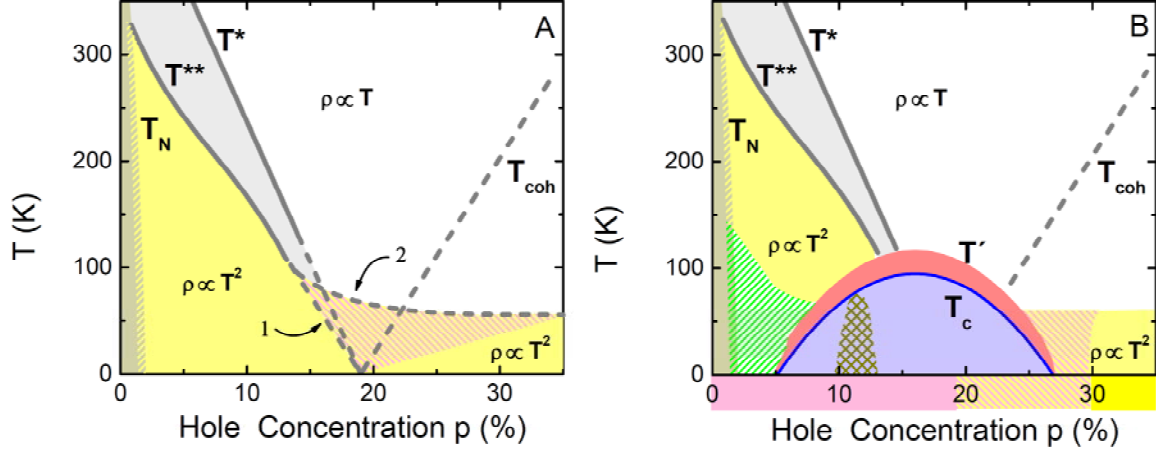 A
T*
T**
ρ∝T
T_N
T_coh
ρ∝T²
2
1
ρ∝T²
300
200
100
0
T (K)
0 10 20 30
Hole Concentration p (%)
B
T*
T**
ρ∝T
T_N
T_coh
ρ∝T²
T´
T_c
ρ∝T²
300
200
100
0
T (K)
0 10 20 30
Hole Concentration p (%)